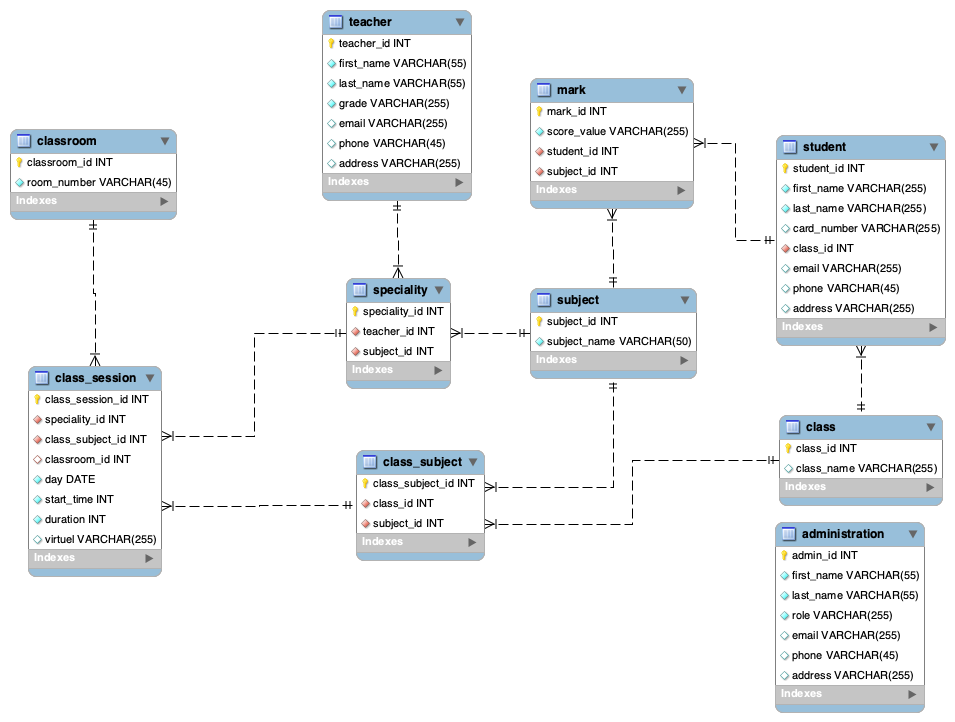 teacher
teacher_id INT
first_name VARCHAR(55)
last_name VARCHAR(55)
grade VARCHAR(255)
email VARCHAR(255)
phone VARCHAR(45)
address VARCHAR(255)
Indexes
mark
mark_id INT
score_value VARCHAR(255)
student_id INT
subject_id INT
Indexes
classroom
classroom_id INT
room_number VARCHAR(45)
Indexes
student
student_id INT
first_name VARCHAR(255)
last_name VARCHAR(255)
card_number VARCHAR(255)
class_id INT
email VARCHAR(255)
phone VARCHAR(45)
address VARCHAR(255)
Indexes
speciality
speciality_id INT
teacher_id INT
subject_id INT
Indexes
subject
subject_id INT
subject_name VARCHAR(50)
Indexes
class_session
class_session_id INT
speciality_id INT
class_subject_id INT
classroom_id INT
day DATE
start_time INT
duration INT
virtuel VARCHAR(255)
Indexes
class_subject
class_subject_id INT
class_id INT
subject_id INT
Indexes
class
class_id INT
class_name VARCHAR(255)
Indexes
administration
admin_id INT
first_name VARCHAR(55)
last_name VARCHAR(55)
role VARCHAR(255)
email VARCHAR(255)
phone VARCHAR(45)
address VARCHAR(255)
Indexes